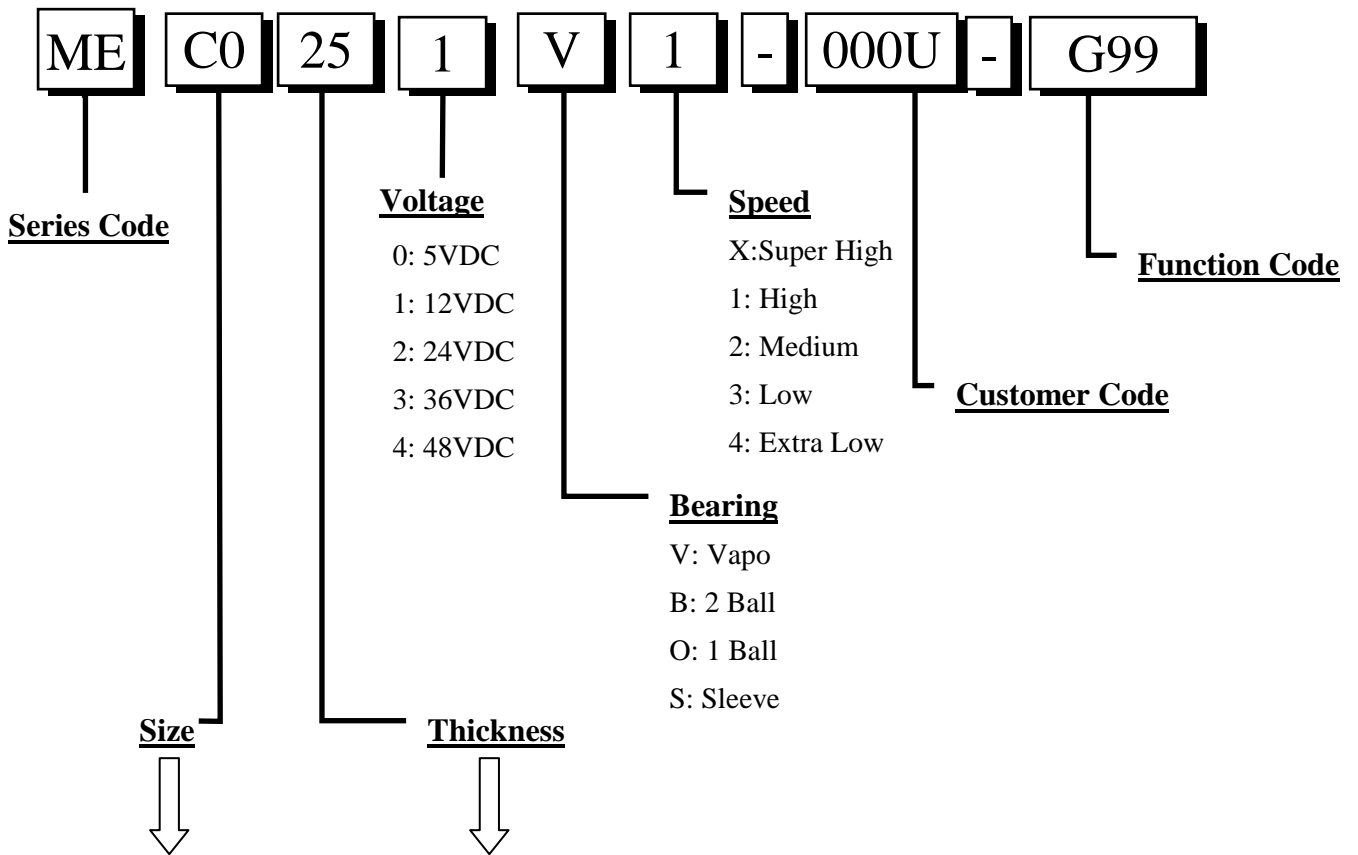 ME C0 25 1 V 1 - 000U - G99
Series Code
Voltage
0: 5VDC
1: 12VDC
2: 24VDC
3: 36VDC
4: 48VDC
Speed
X:Super High
1: High
2: Medium
3: Low
4: Extra Low
Function Code
Customer Code
Bearing
V: Vapo
B: 2 Ball
O: 1 Ball
S: Sleeve
Size
Thickness